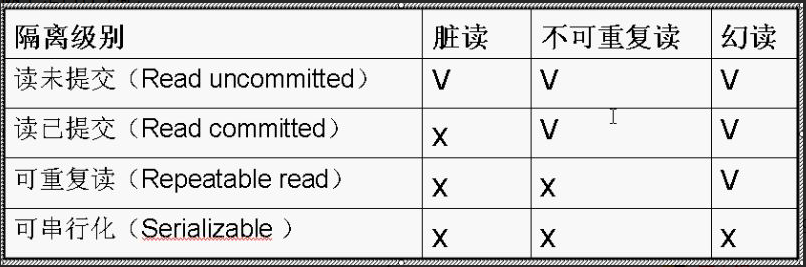 隔离级别 脏读 不可重复读 幻读
读未提交（Read uncommitted） V V V
读已提交（Read committed） x V V
可重复读（Repeatable read） x x V
可串行化（Serializable ） x x x